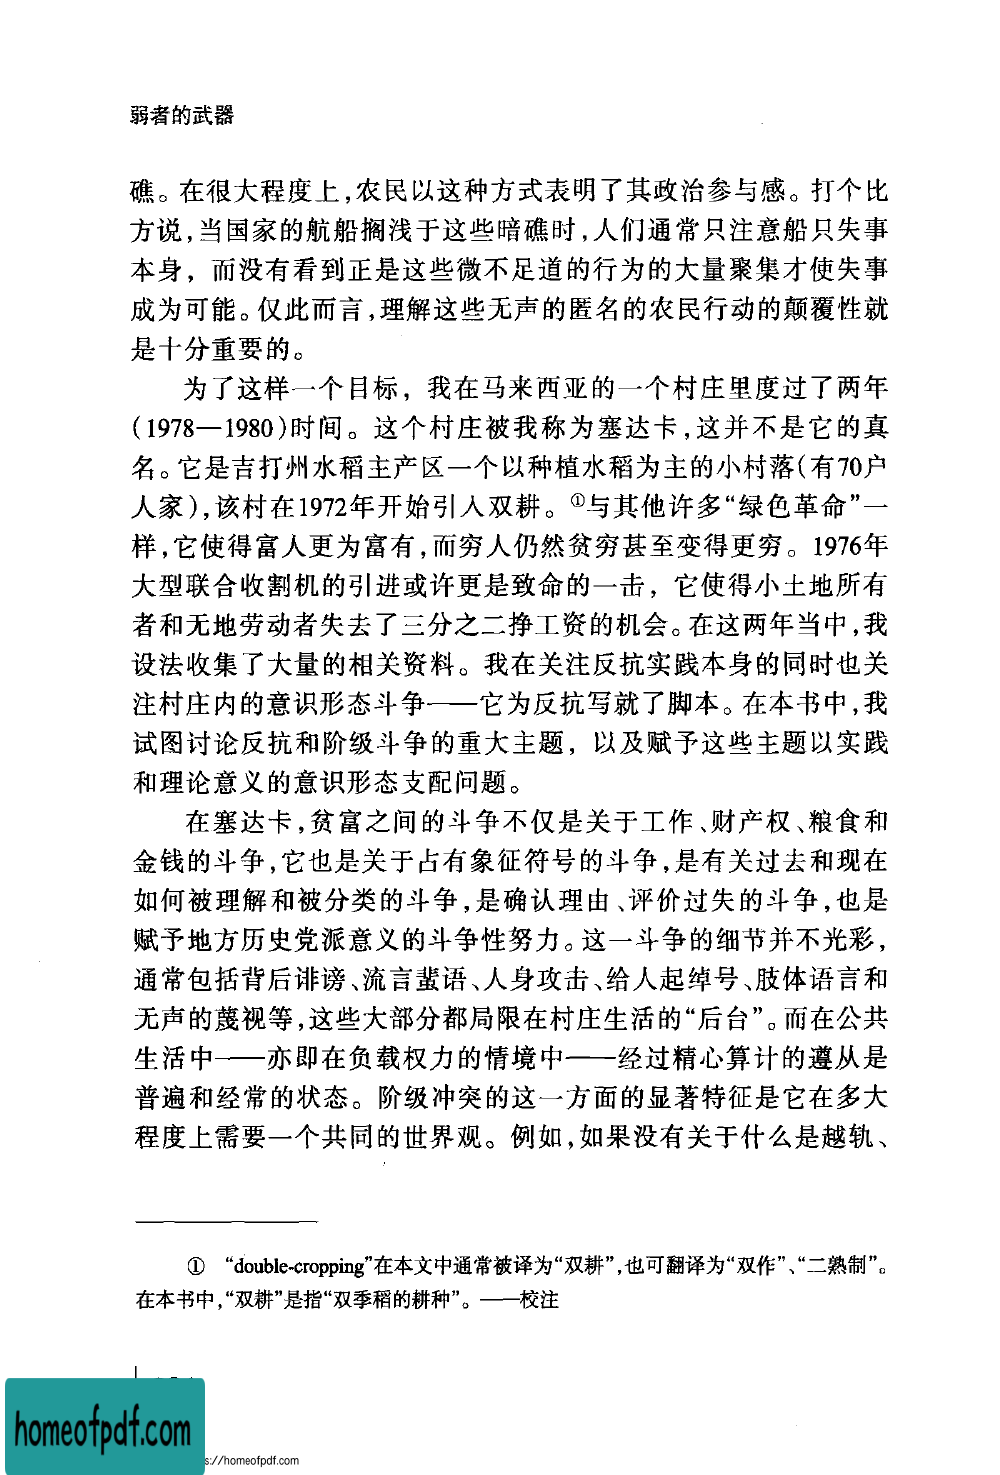 弱者的武器
礁。在很大程度上,农民以这种方式表明了其政治参与感。打个比
方说,当国家的航船搁浅于这些暗礁时,人们通常只注意船只失事
本身，而没有看到正是这些微不足道的行为的大量聚集才使失事
成为可能。仅此而言,理解这些无声的匿名的农民行动的颠覆性就
是十分重要的。
为了这样一个目标，我在马来西亚的一个村庄里度过了两年
(1978—1980)时间。这个村庄被我称为塞达卡,这并不是它的真
名。它是吉打州水稻主产区一个以种植水稻为主的小村落(有70户
人家),该村在1972年开始引入双耕。①与其他许多“绿色革命”一
样,它使得富人更为富有,而穷人仍然贫穷甚至变得更穷。1976年
大型联合收割机的引进或许更是致命的一击，它使得小土地所有
者和无地劳动者失去了三分之二挣工资的机会。在这两年当中,我
设法收集了大量的相关资料。我在关注反抗实践本身的同时也关
注村庄内的意识形态斗争——它为反抗写就了脚本。在本书中,我
试图讨论反抗和阶级斗争的重大主题，以及赋予这些主题以实践
和理论意义的意识形态支配问题。
在塞达卡,贫富之间的斗争不仅是关于工作、财产权、粮食和
金钱的斗争,它也是关于占有象征符号的斗争,是有关过去和现在
如何被理解和被分类的斗争,是确认理由、评价过失的斗争,也是
赋予地方历史党派意义的斗争性努力。这一斗争的细节并不光彩,
通常包括背后诽谤、流言蜚语、人身攻击、给人起绰号、肢体语言和
无声的蔑视等,这些大部分都局限在村庄生活的“后台”。而在公共
生活中——亦即在负载权力的情境中——经过精心算计的遵从是
普遍和经常的状态。阶级冲突的这一方面的显著特征是它在多大
程度上需要一个共同的世界观。例如,如果没有关于什么是越轨、
① “double-cropping”在本文中通常被译为“双耕”,也可翻译为“双作”、“二熟制”。
在本书中,“双耕”是指“双季稻的耕种”。——校注
homeofpdf.com
s://homeofpdf.com